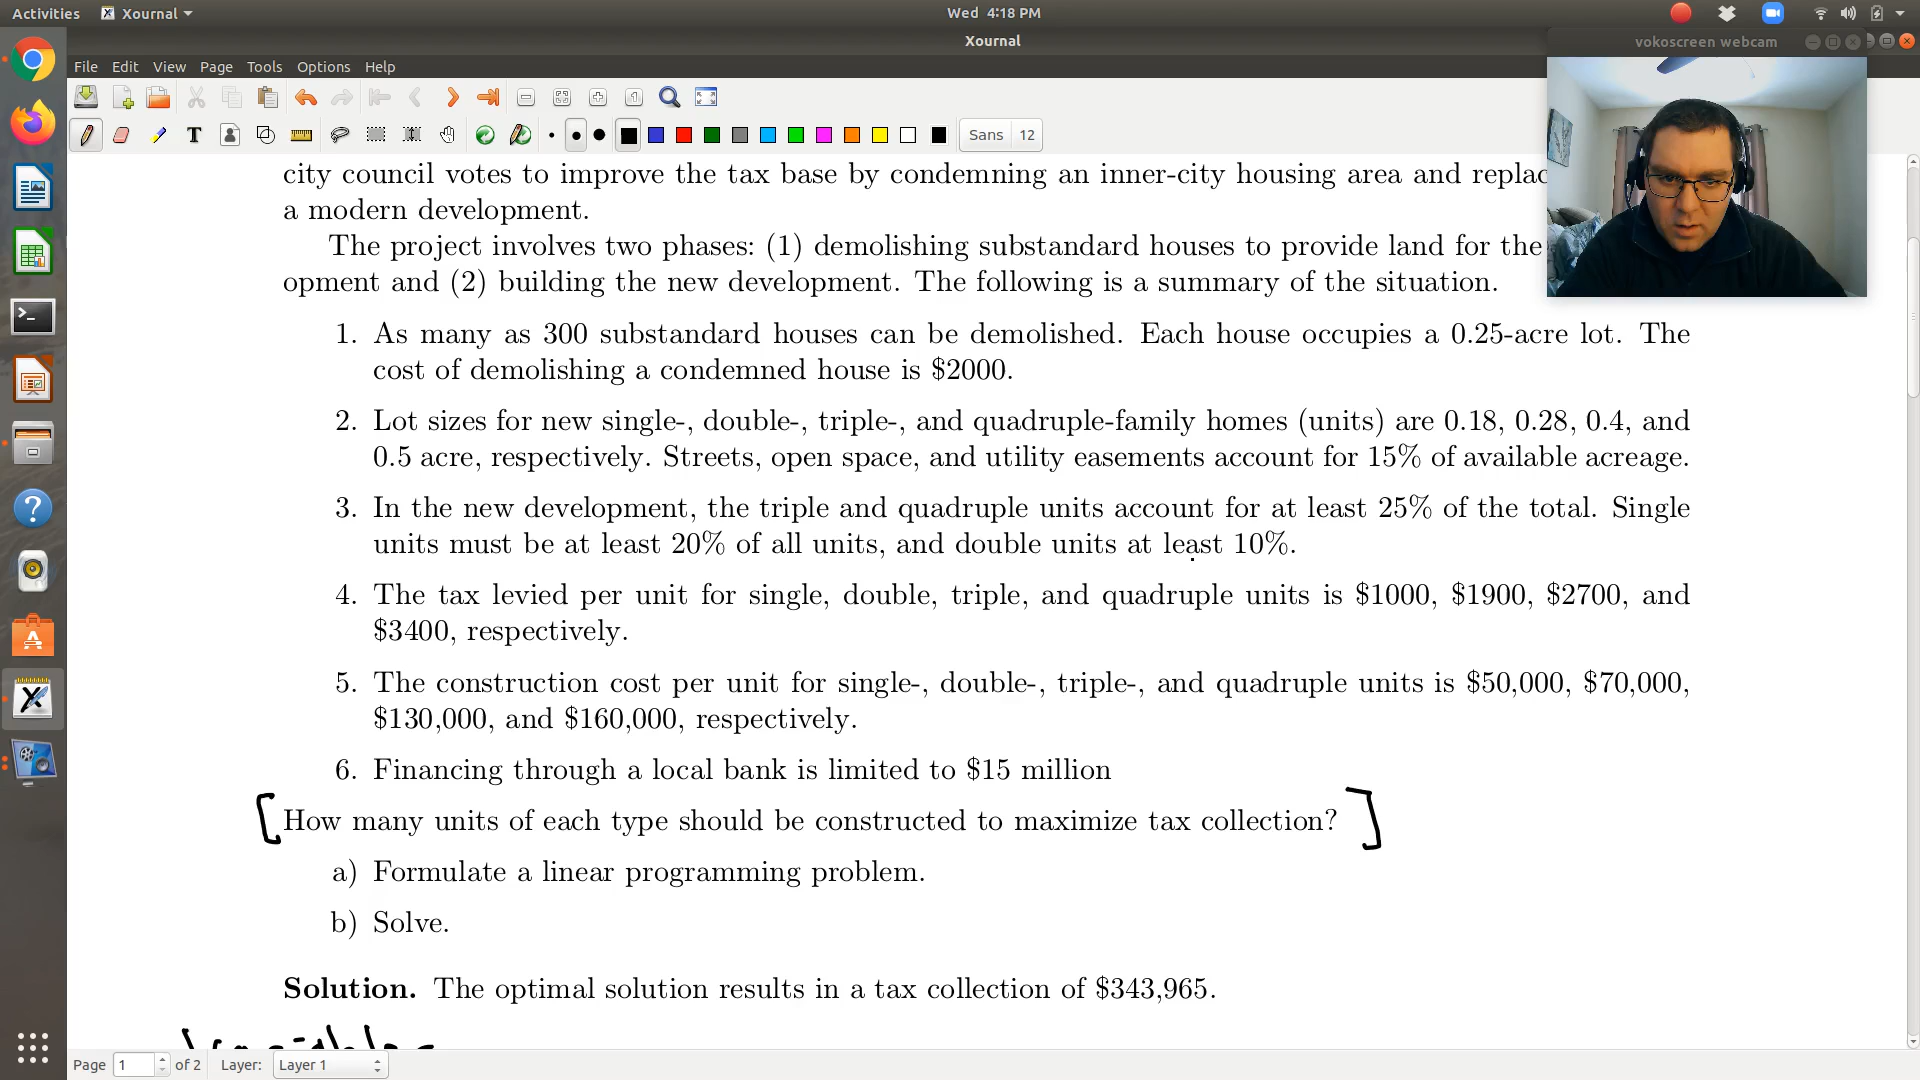 Activities Xournal Wed 4:18 PM
Xournal
vokoscreen webcam
File Edit View Page Tools Options Help
Sans 12
city council votes to improve the tax base by condemning an inner-city housing area and replac
a modern development.
The project involves two phases: (1) demolishing substandard houses to provide land for the
opment and (2) building the new development. The following is a summary of the situation.
1. As many as 300 substandard houses can be demolished. Each house occupies a 0.25-acre lot. The
cost of demolishing a condemned house is $2000.
2. Lot sizes for new single-, double-, triple-, and quadruple-family homes (units) are 0.18, 0.28, 0.4, and
0.5 acre, respectively. Streets, open space, and utility easements account for 15% of available acreage.
3. In the new development, the triple and quadruple units account for at least 25% of the total. Single
units must be at least 20% of all units, and double units at least 10%.
4. The tax levied per unit for single, double, triple, and quadruple units is $1000, $1900, $2700, and
$3400, respectively.
5. The construction cost per unit for single-, double-, triple-, and quadruple units is $50,000, $70,000,
$130,000, and $160,000, respectively.
6. Financing through a local bank is limited to $15 million
[How many units of each type should be constructed to maximize tax collection?]
a) Formulate a linear programming problem.
b) Solve.
Solution. The optimal solution results in a tax collection of $343,965.
Page 1 of 2 Layer: Layer 1